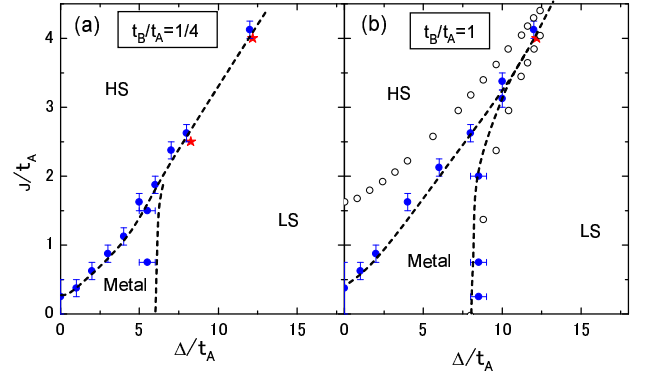 (a)
t_B/t_A=1/4
(b)
t_B/t_A=1
HS
HS
LS
LS
Metal
Metal
J/t_A
4
3
2
1
0
0
5
10
15
0
5
10
15
Δ/t_A
Δ/t_A